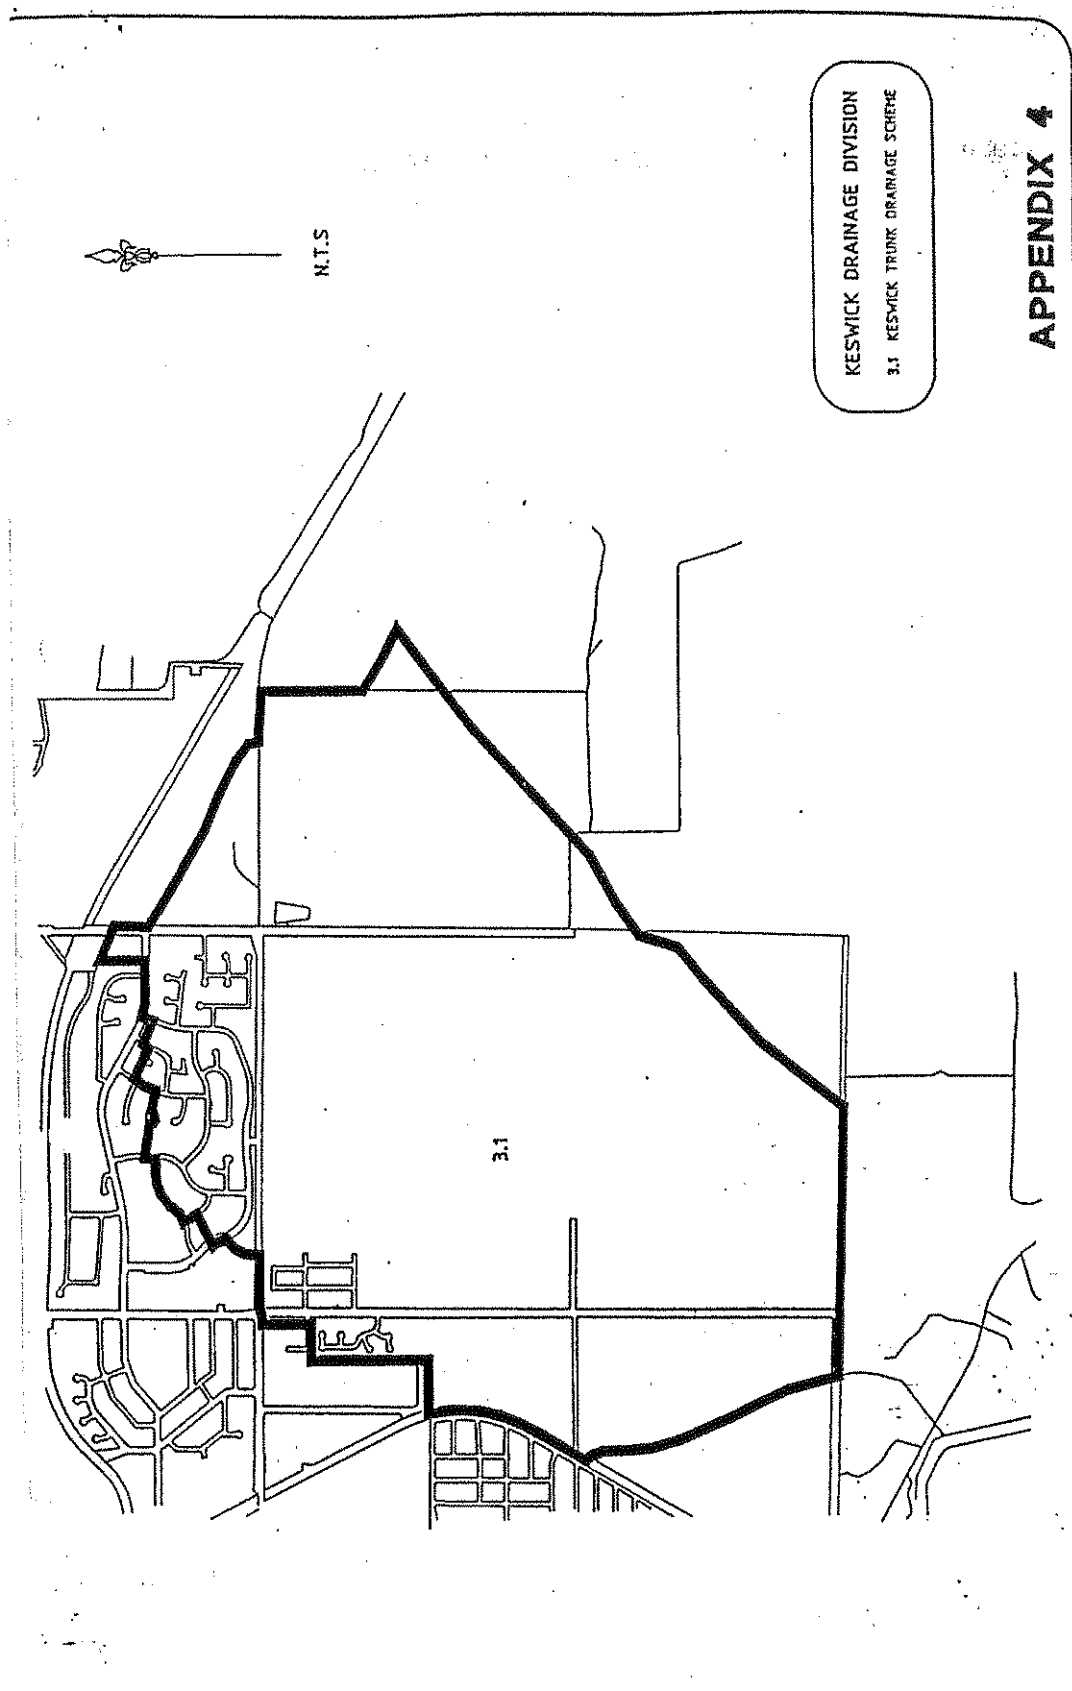 N.T.S
KESWICK DRAINAGE DIVISION
3.1 KESWICK TRUNK DRAINAGE SCHEME
3.1
APPENDIX 4